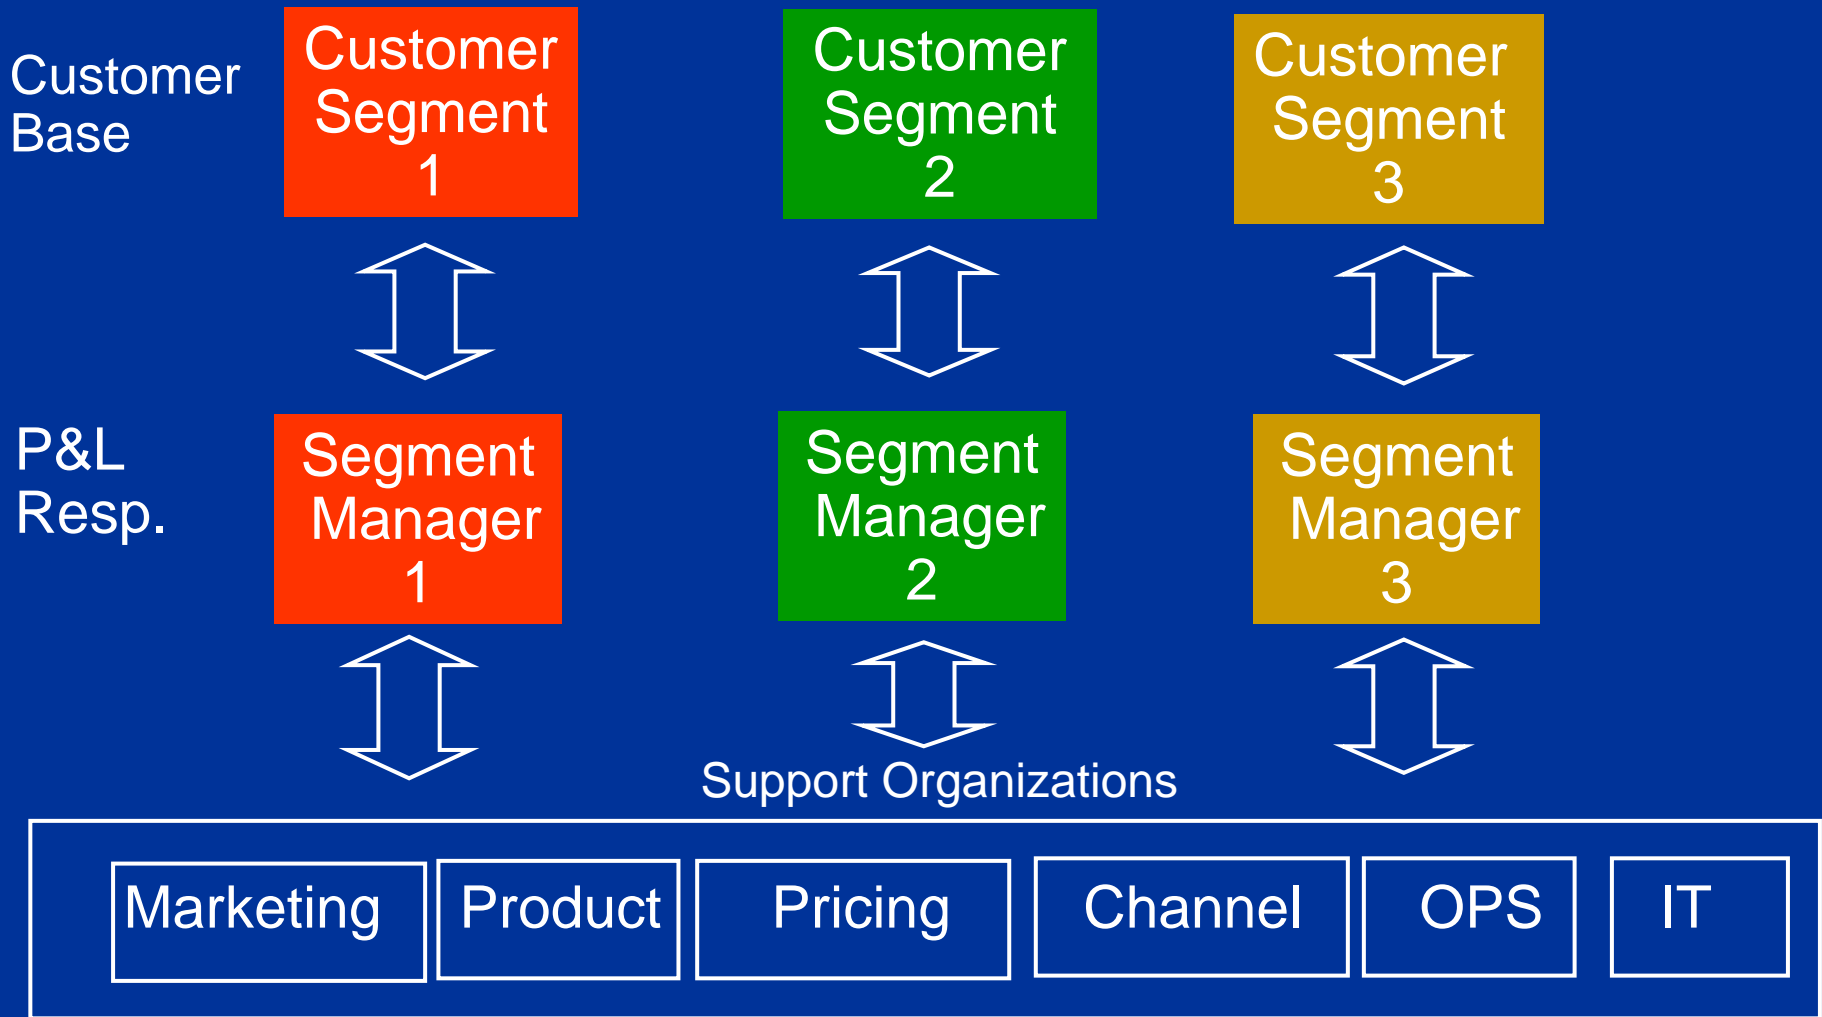 Customer
Base
Customer
Segment
1
Customer
Segment
2
Customer
Segment
3
P&L
Resp.
Segment
Manager
1
Segment
Manager
2
Segment
Manager
3
Support Organizations
Marketing
Product
Pricing
Channel
OPS
IT